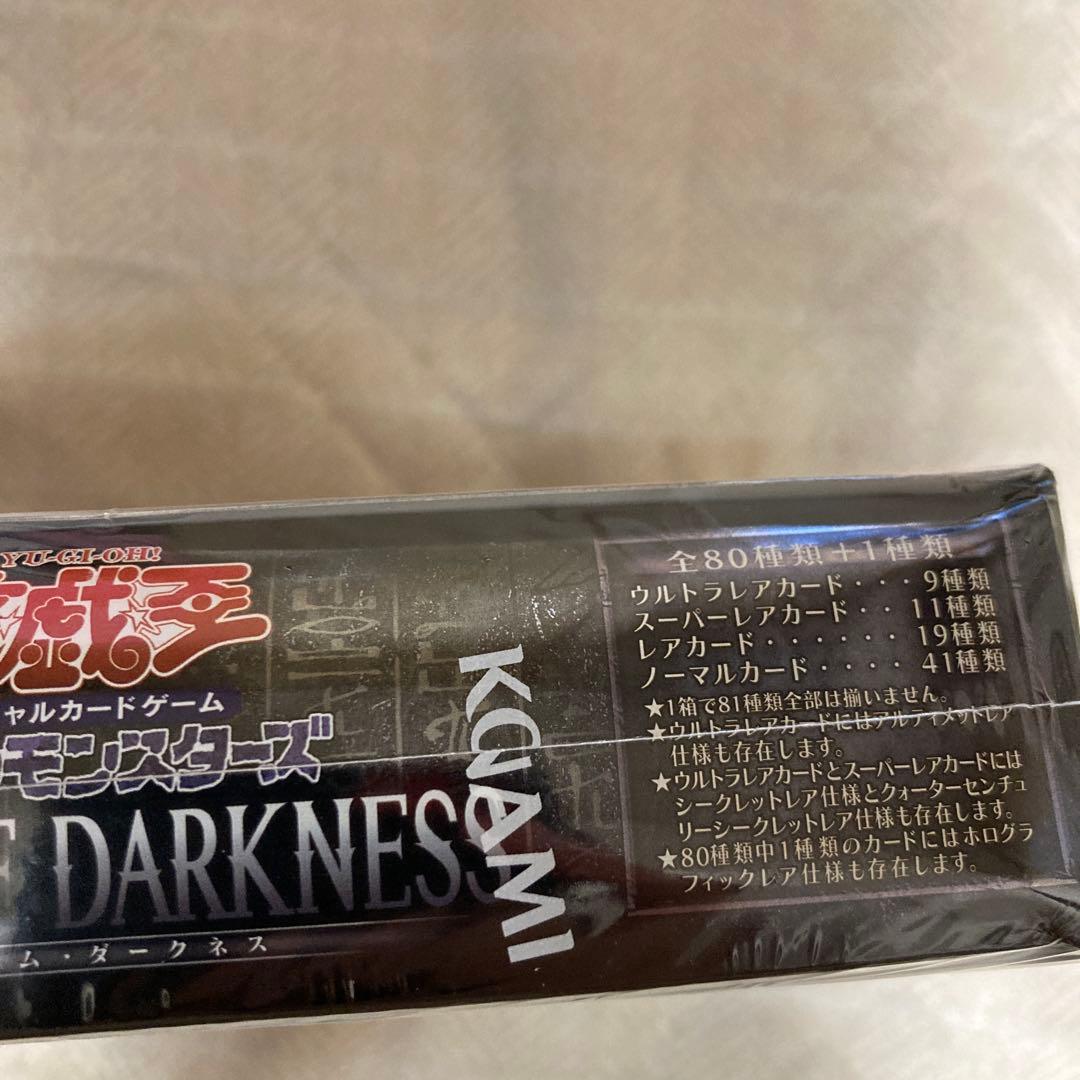 YU-GI-OH!
戯王
ャルカードゲーム
モンスターズ
F DARKNESS
ム・ダークネス
KONAMI
全80種類+1種類
ウルトラレアカード・・・9種類
スーパーレアカード・・11種類
レアカード・・・・・・19種類
ノーマルカード・・・・41種類
★1箱で81種類全部は揃いません。
★ウルトラレアカードにはアルティメットレア
仕様も存在します。
★ウルトラレアカードとスーパーレアカードには
シークレットレア仕様とクォーターセンチュ
リーシークレットレア仕様も存在します。
★80種類中1種類のカードにはホログラ
フィックレア仕様も存在します。